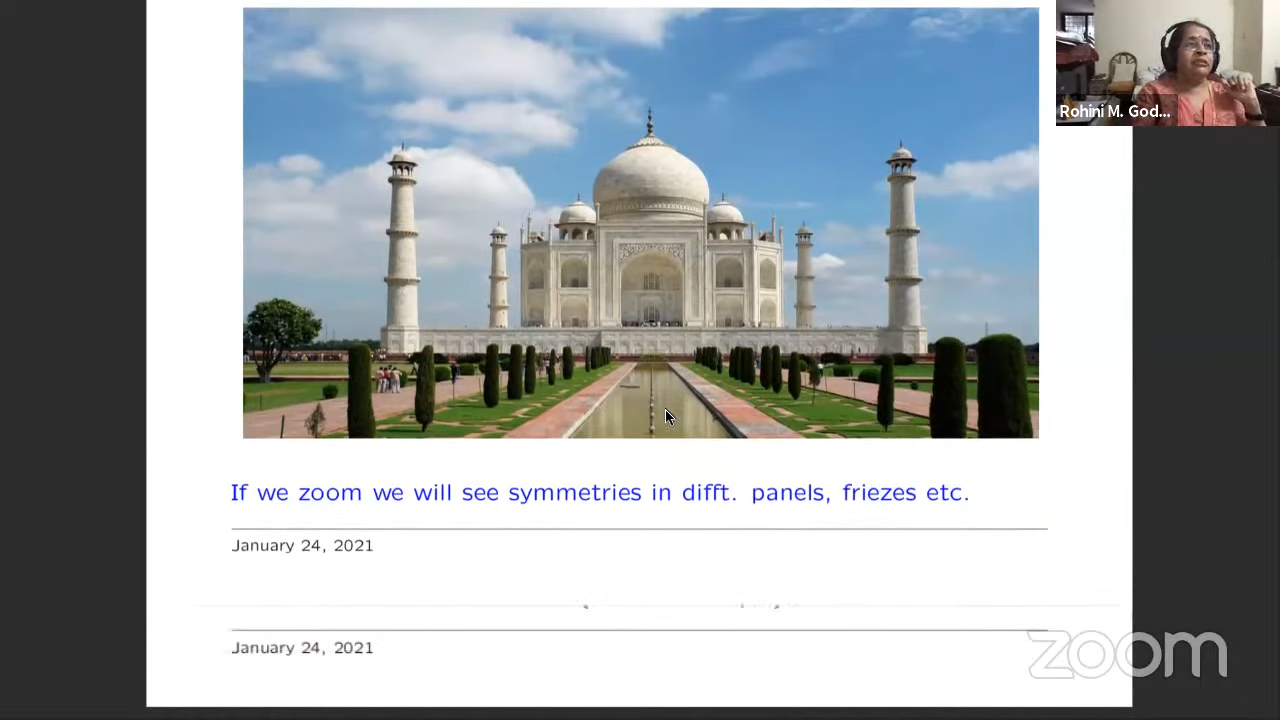 Rohini M. God...
If we zoom we will see symmetries in difft. panels, friezes etc.
January 24, 2021
January 24, 2021
zoom